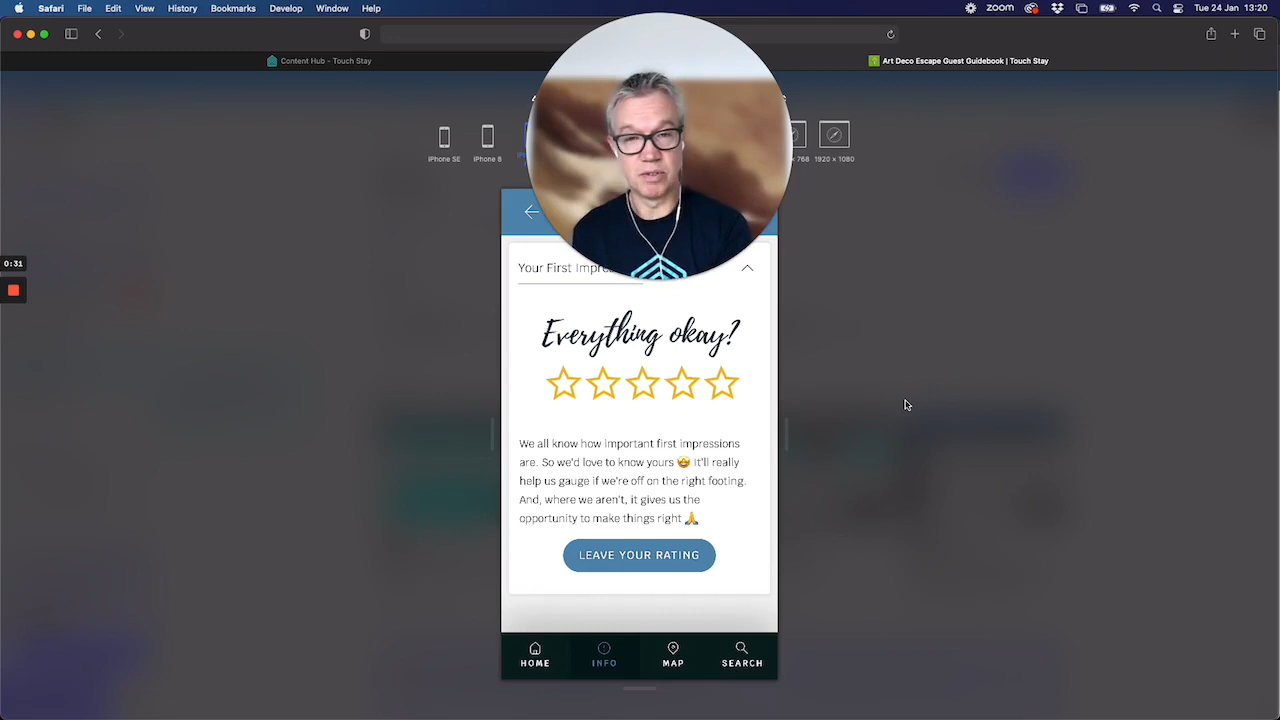 Safari File Edit View History Bookmarks Develop Window Help zoom Tue 24 Jan 13:20
Content Hub - Touch Stay
Art Deco Escape Guest Guidebook | Touch Stay
iPhone SE iPhone 8 × 768 1920 × 1080
0:31
Your First
Everything okay?
We all know how important first impressions
are. So we'd love to know yours 🤩 It'll really
help us gauge if we're off on the right footing.
And, where we aren't, it gives us the
opportunity to make things right 🙏
LEAVE YOUR RATING
HOME INFO MAP SEARCH